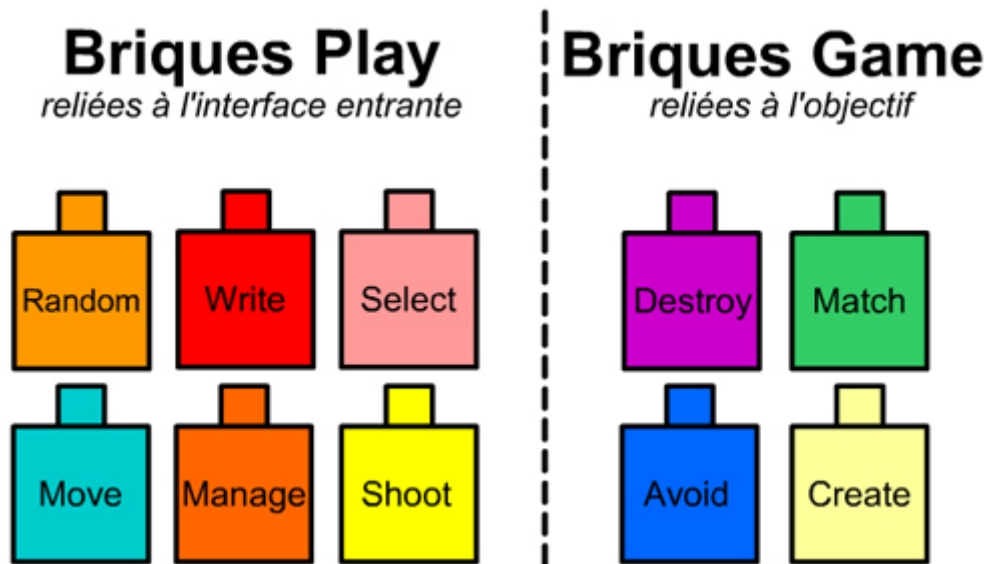 Briques Play
reliées à l'interface entrante
Random
Write
Select
Move
Manage
Shoot
Briques Game
reliées à l'objectif
Destroy
Match
Avoid
Create